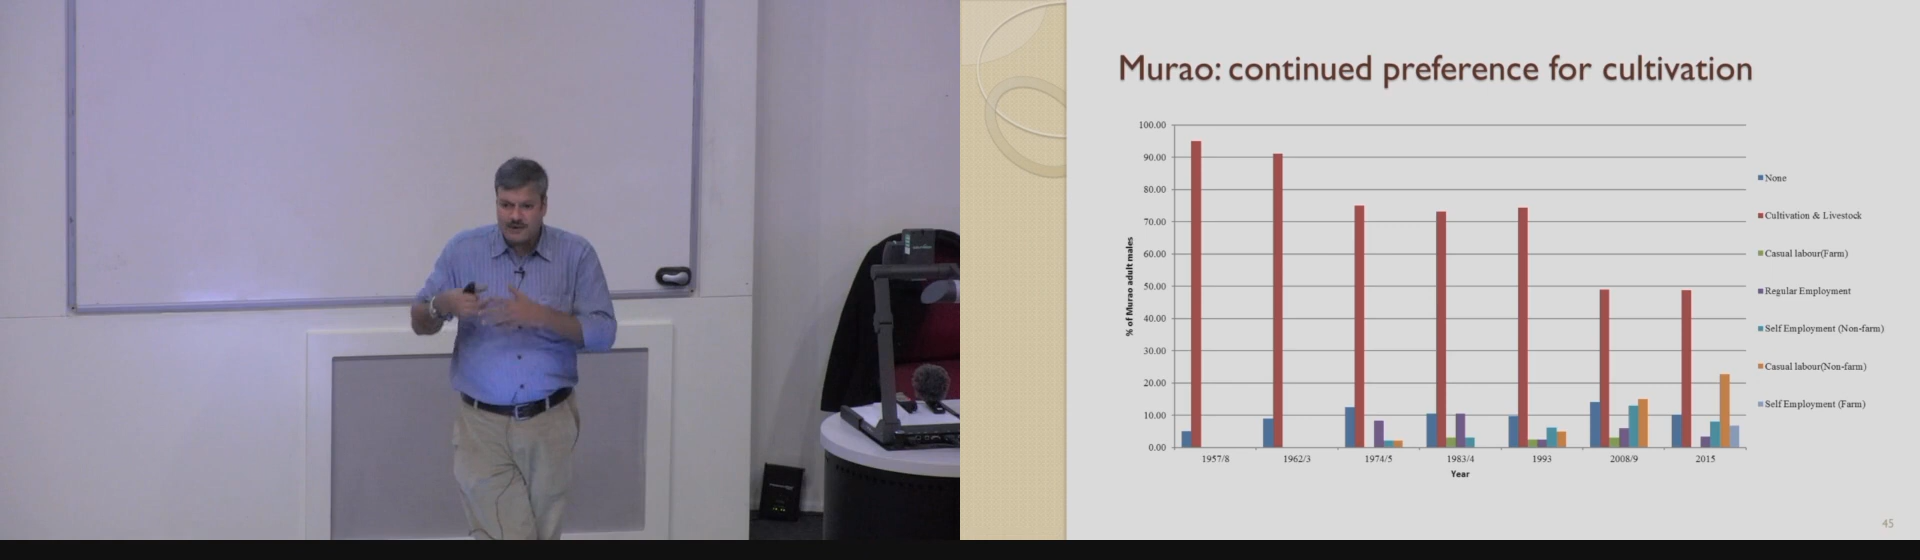 Murao: continued preference for cultivation
100.00
90.00
80.00
70.00
60.00
50.00
40.00
30.00
20.00
10.00
0.00
% of Murao adult males
1957/8
1962/3
1974/5
1983/4
1993
2008/9
2015
Year
None
Cultivation & Livestock
Casual labour(Farm)
Regular Employment
Self Employment (Non-farm)
Casual labour(Non-farm)
Self Employment (Farm)
45